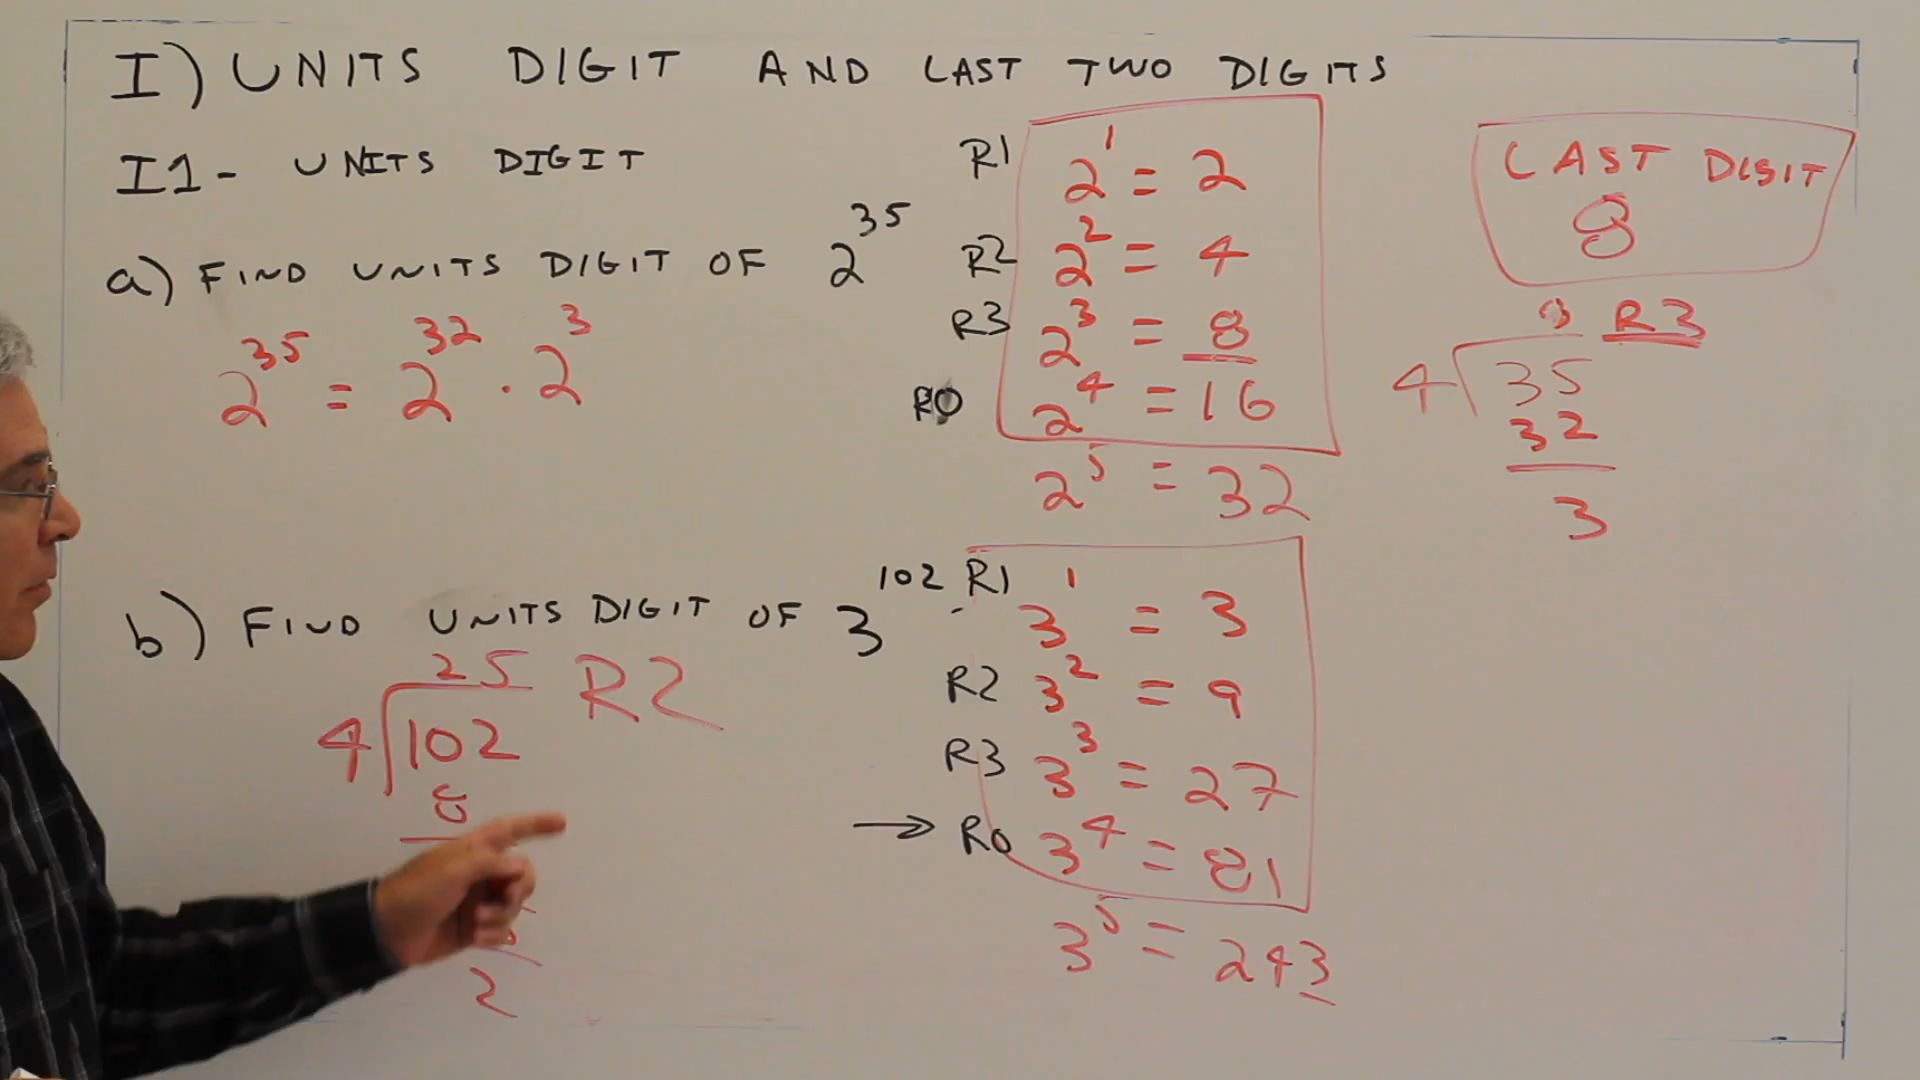 I) UNITS DIGIT AND LAST TWO DIGITS
I1- UNITS DIGIT
a) FIND UNITS DIGIT OF 2^35
2^35 = 2^32 · 2^3
R1 2^1 = 2
R2 2^2 = 4
R3 2^3 = 8
R0 2^4 = 16
2^5 = 32
LAST DIGIT
8
8 R3
4 35
32
3
b) FIND UNITS DIGIT OF 3^102
25 R2
4 102
8
2
R1 3^1 = 3
R2 3^2 = 9
R3 3^3 = 27
→ R0 3^4 = 81
3^5 = 243